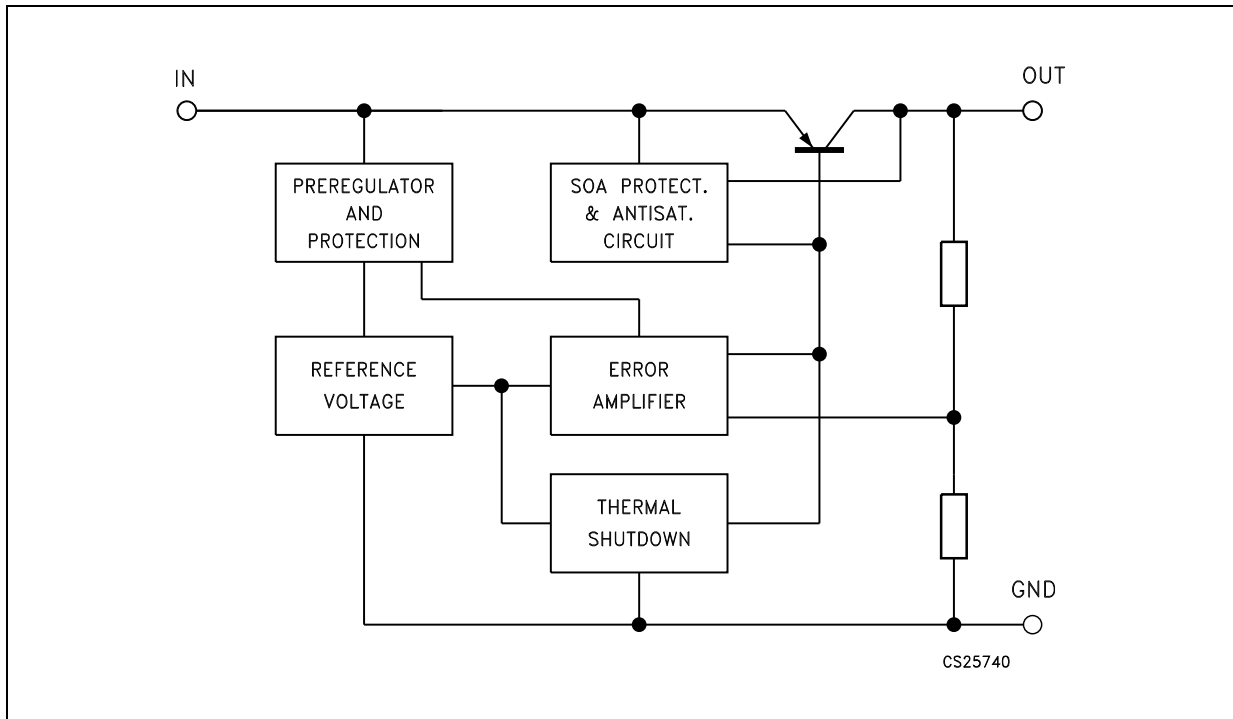 IN
OUT
PREREGULATOR
AND
PROTECTION
SOA PROTECT.
& ANTISAT.
CIRCUIT
REFERENCE
VOLTAGE
ERROR
AMPLIFIER
THERMAL
SHUTDOWN
GND
CS25740